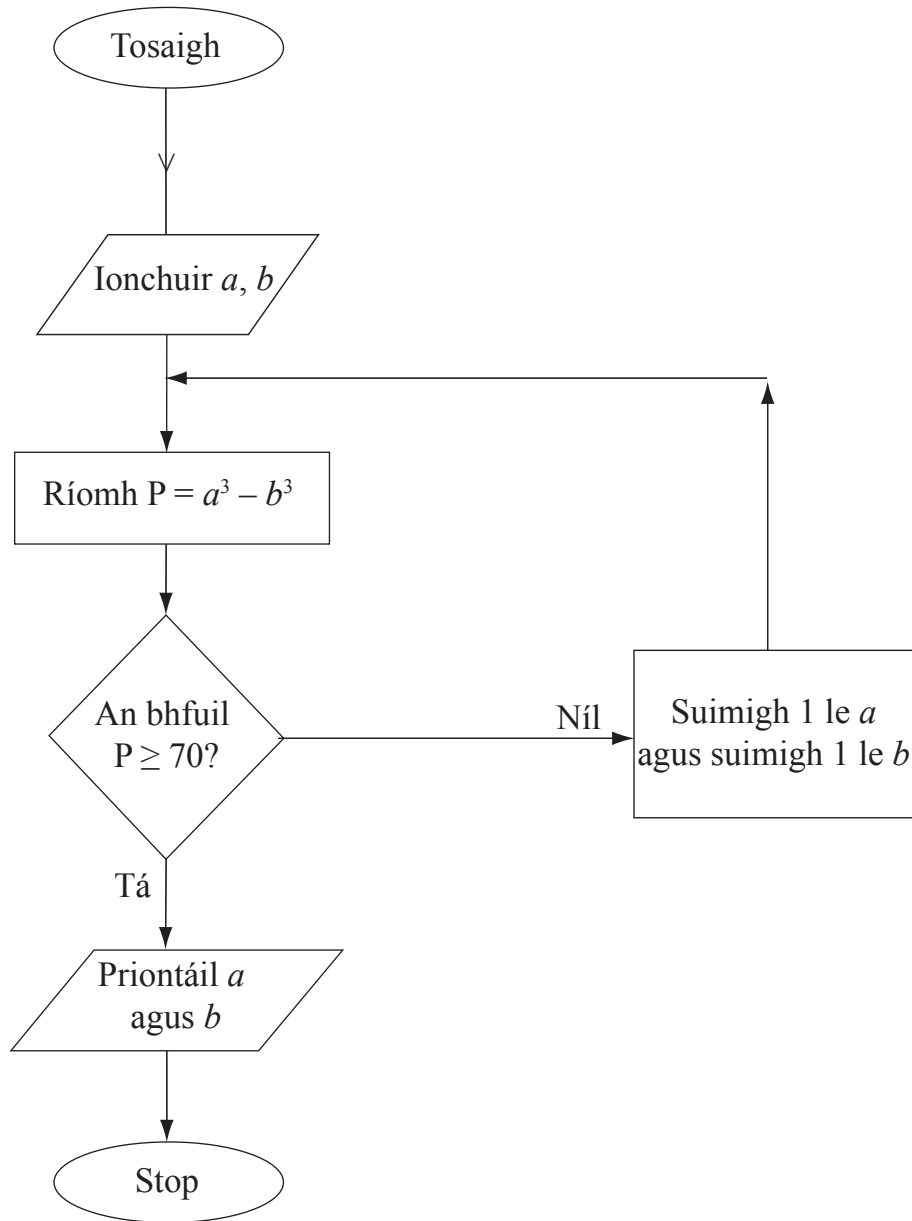 Tosaigh
Ionchuir a, b
Ríomh P = a³ – b³
An bhfuil
P ≥ 70?
Níl
Suimigh 1 le a
agus suimigh 1 le b
Tá
Priontáil a
agus b
Stop